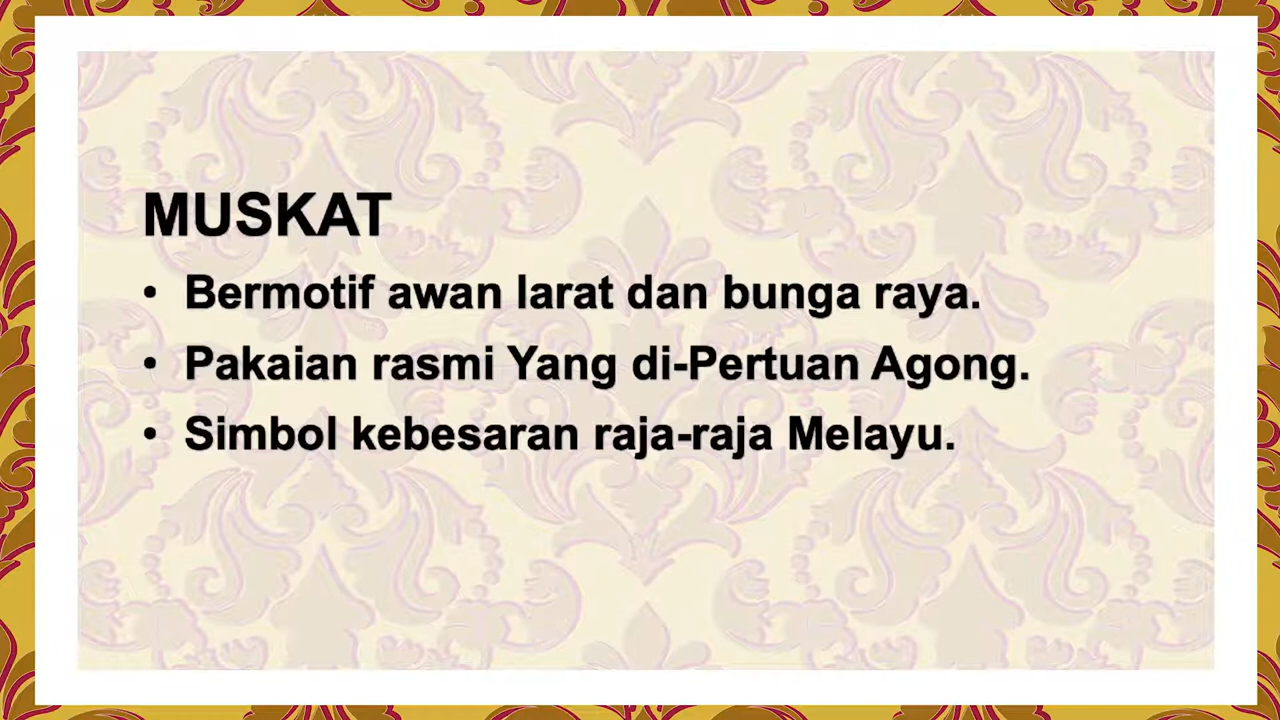 MUSKAT
• Bermotif awan larat dan bunga raya.
• Pakaian rasmi Yang di-Pertuan Agong.
• Simbol kebesaran raja-raja Melayu.